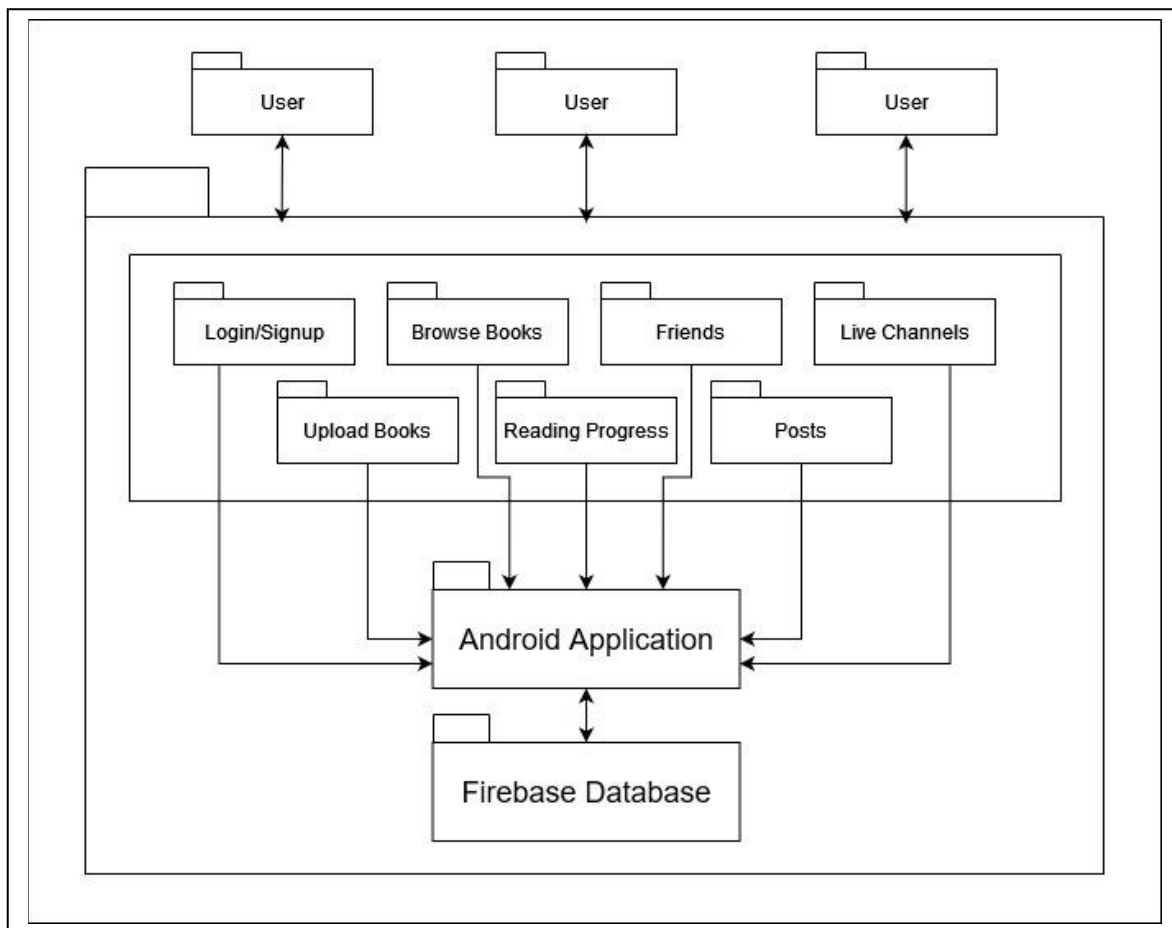 User
User
User
Login/Signup
Browse Books
Friends
Live Channels
Upload Books
Reading Progress
Posts
Android Application
Firebase Database